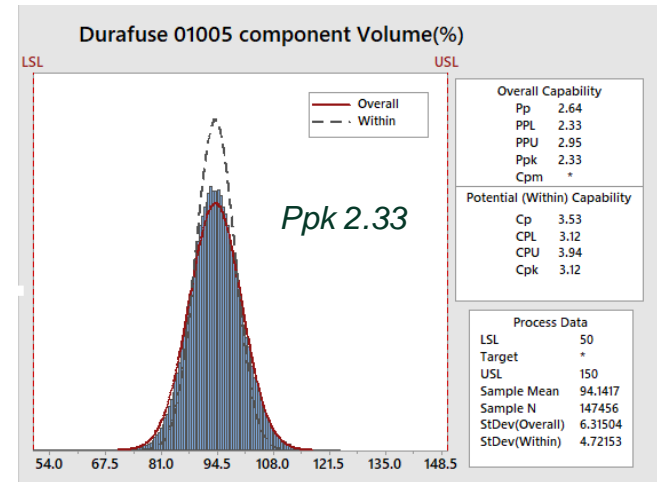 Durafuse 01005 component Volume(%)
LSL
USL
Overall
Within
Ppk 2.33
54.0 67.5 81.0 94.5 108.0 121.5 135.0 148.5
Overall Capability
Pp 2.64
PPL 2.33
PPU 2.95
Ppk 2.33
Cpm *
Potential (Within) Capability
Cp 3.53
CPL 3.12
CPU 3.94
Cpk 3.12
Process Data
LSL 50
Target *
USL 150
Sample Mean 94.1417
Sample N 147456
StDev(Overall) 6.31504
StDev(Within) 4.72153